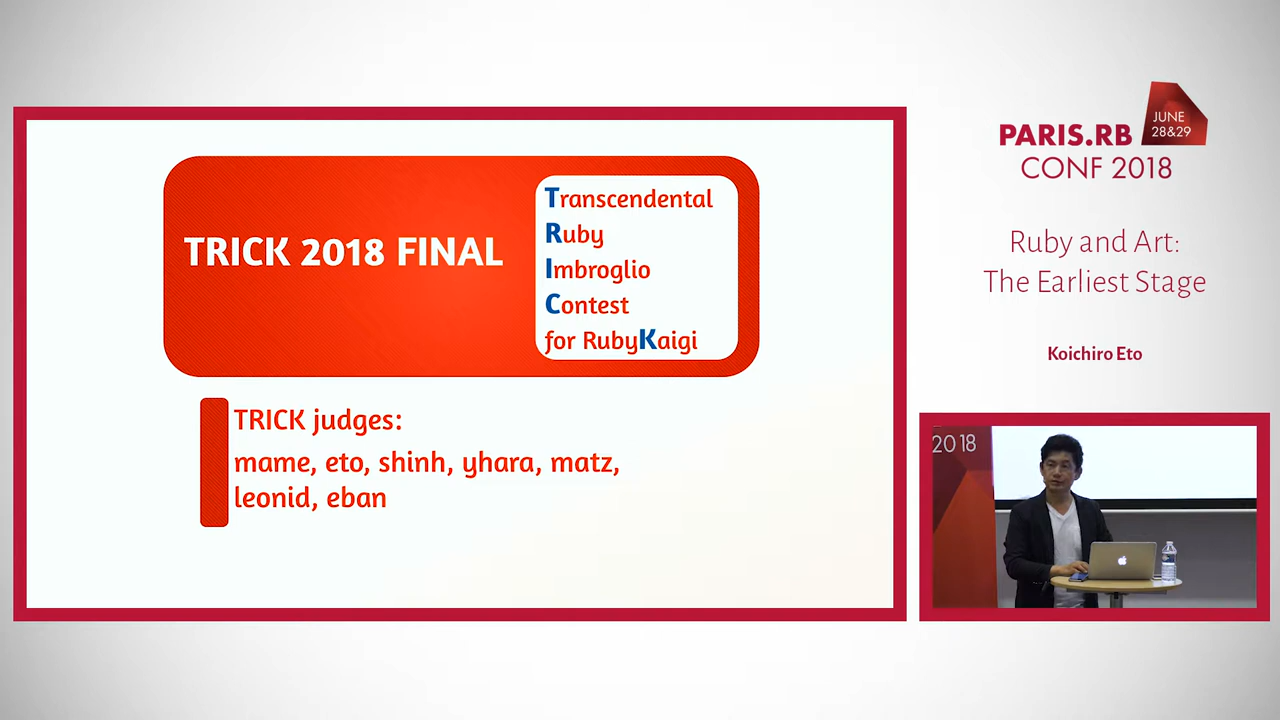 TRICK 2018 FINAL
Transcendental
Ruby
Imbroglio
Contest
for RubyKaigi
TRICK judges:
mame, eto, shinh, yhara, matz,
leonid, eban
PARIS.RB
CONF 2018
JUNE
28&29
Ruby and Art:
The Earliest Stage
Koichiro Eto
2018